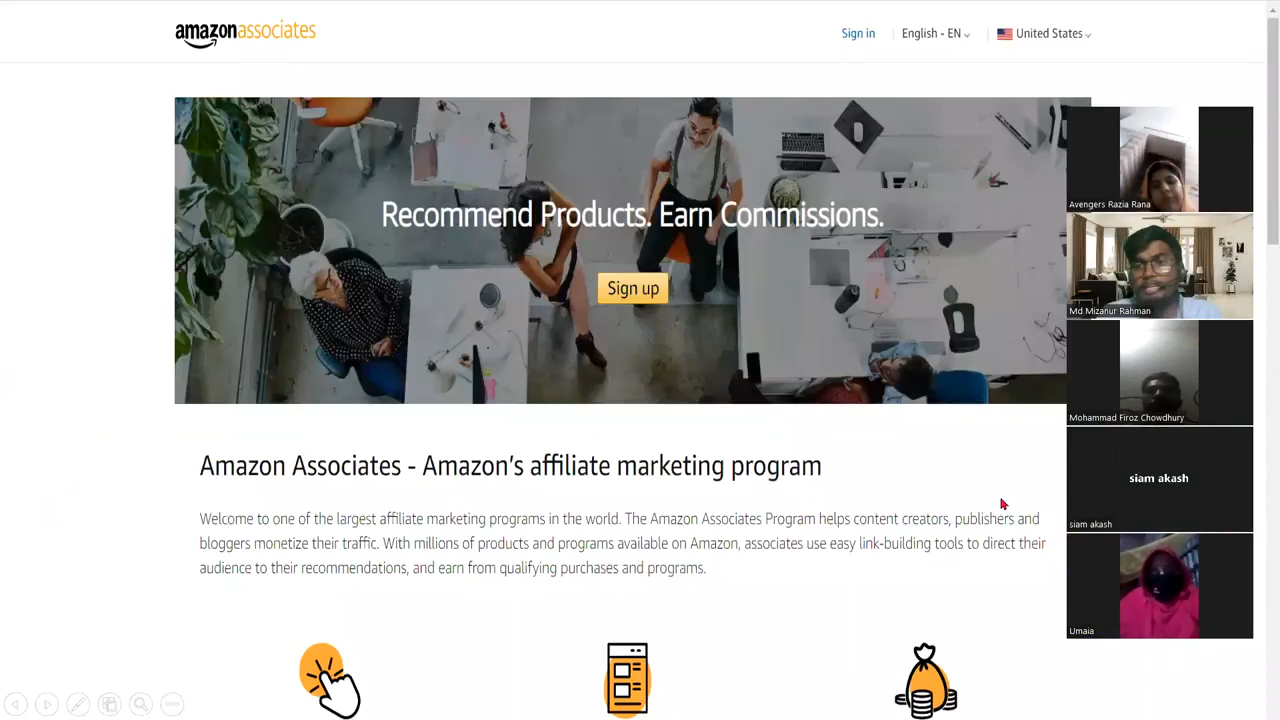 amazonassociates
Sign in
English - EN
United States
Recommend Products. Earn Commissions.
Sign up
Amazon Associates - Amazon's affiliate marketing program
Welcome to one of the largest affiliate marketing programs in the world. The Amazon Associates Program helps content creators, publishers and
bloggers monetize their traffic. With millions of products and programs available on Amazon, associates use easy link-building tools to direct their
audience to their recommendations, and earn from qualifying purchases and programs.
Avengers Razia Rana
Md Mizanur Rahman
Mohammad Firoz Chowdhury
siam akash
siam akash
Umaia